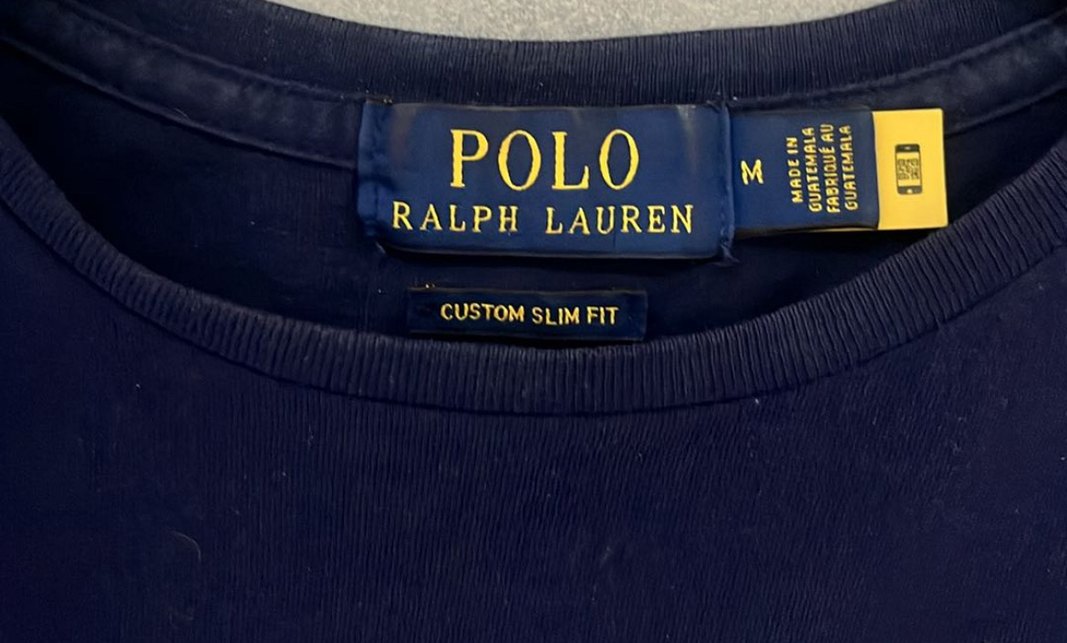 POLO
RALPH LAUREN
M
MADE IN
GUATEMALA
FABRIQUÉ AU
GUATEMALA
CUSTOM SLIM FIT